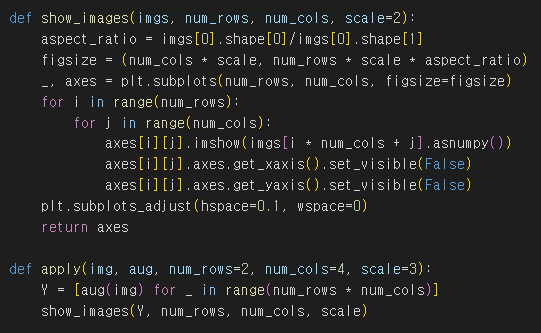 def show_images(imgs, num_rows, num_cols, scale=2):
    aspect_ratio = imgs[0].shape[0]/imgs[0].shape[1]
    figsize = (num_cols * scale, num_rows * scale * aspect_ratio)
    _, axes = plt.subplots(num_rows, num_cols, figsize=figsize)
    for i in range(num_rows):
        for j in range(num_cols):
            axes[i][j].imshow(imgs[i * num_cols + j].asnumpy())
            axes[i][j].axes.get_xaxis().set_visible(False)
            axes[i][j].axes.get_yaxis().set_visible(False)
    plt.subplots_adjust(hspace=0.1, wspace=0)
    return axes

def apply(img, aug, num_rows=2, num_cols=4, scale=3):
    Y = [aug(img) for _ in range(num_rows * num_cols)]
    show_images(Y, num_rows, num_cols, scale)